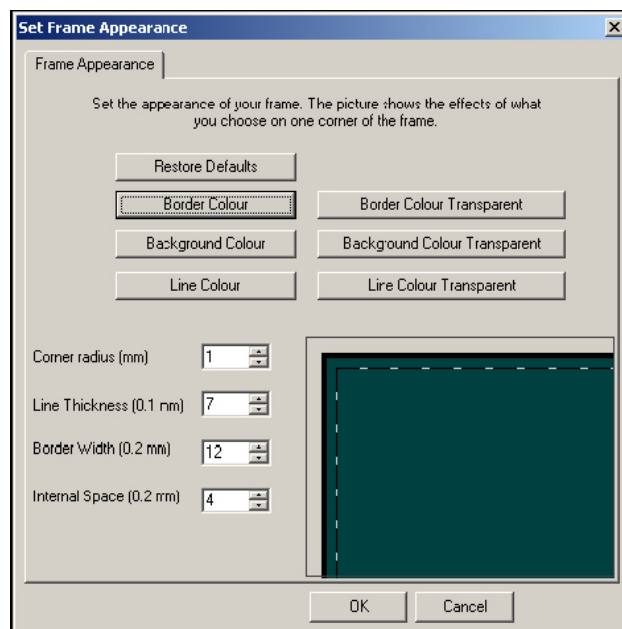 Set Frame Appearance
Frame Appearance
Set the appearance of your frame. The picture shows the effects of what
you choose on one corner of the frame.
Restore Defaults
Border Colour
Border Colour Transparent
Background Colour
Background Colour Transparent
Line Colour
Line Colour Transparent
Corner radius (mm)
1
Line Thickness (0.1 mm)
7
Border Width (0.2 mm)
12
Internal Space (0.2 mm)
4
OK
Cancel